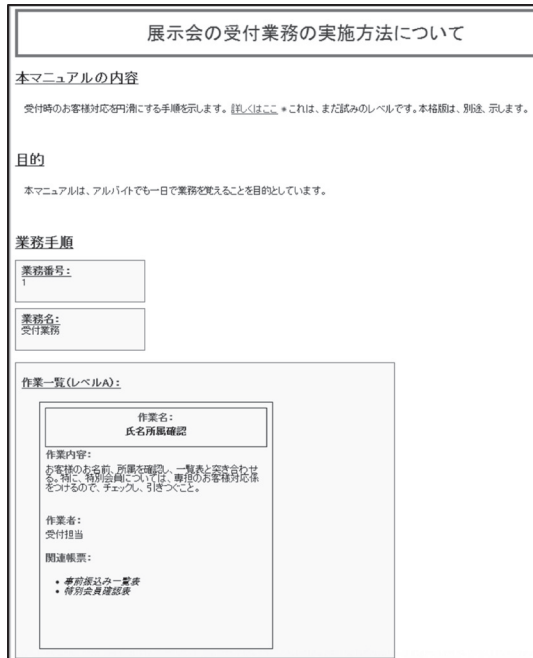 展示会の受付業務の実施方法について
本マニュアルの内容
受付時のお客様対応を円滑にする手順を示します。詳しくはここ *これは、まだ試みのレベルです。本格版は、別途、示します。
目的
本マニュアルは、アルバイトでも一日で業務を覚えることを目的としています。
業務手順
業務番号:
1
業務名:
受付業務
作業一覧(レベルA):
作業名:
氏名所属確認
作業内容:
お客様のお名前、所属を確認し、一覧表と突き合わせ
る。特に、特別会員については、専担のお客様対応係
をつけるので、チェックし、引きつぐこと。
作業者:
受付担当
関連帳票:
• 事前振込み一覧表
• 特別会員確認表